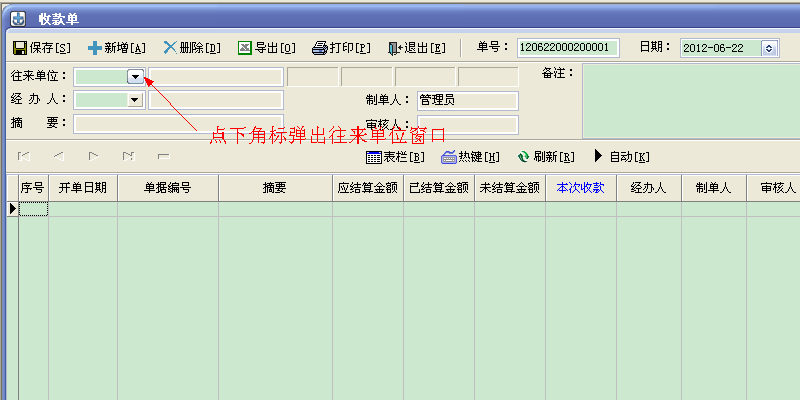 收款单
保存[S] 新增[A] 删除[D] 导出[O] 打印[P] 退出[E] 单号： 120622000200001 日期： 2012-06-22
往来单位： 备注：
经 办 人： 制单人： 管理员
摘 要： 审核人：
点下角标弹出往来单位窗口
表栏[B] 热键[H] 刷新[R] 自动[K]
序号 开单日期 单据编号 摘要 应结算金额 已结算金额 未结算金额 本次收款 经办人 制单人 审核人